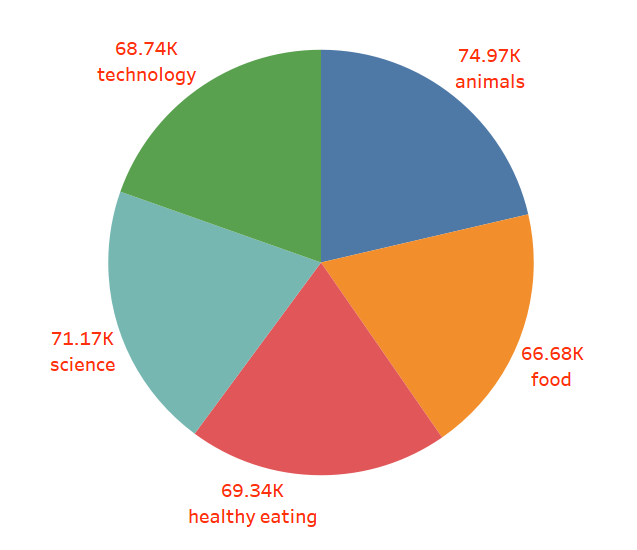 68.74K
technology
74.97K
animals
71.17K
science
66.68K
food
69.34K
healthy eating